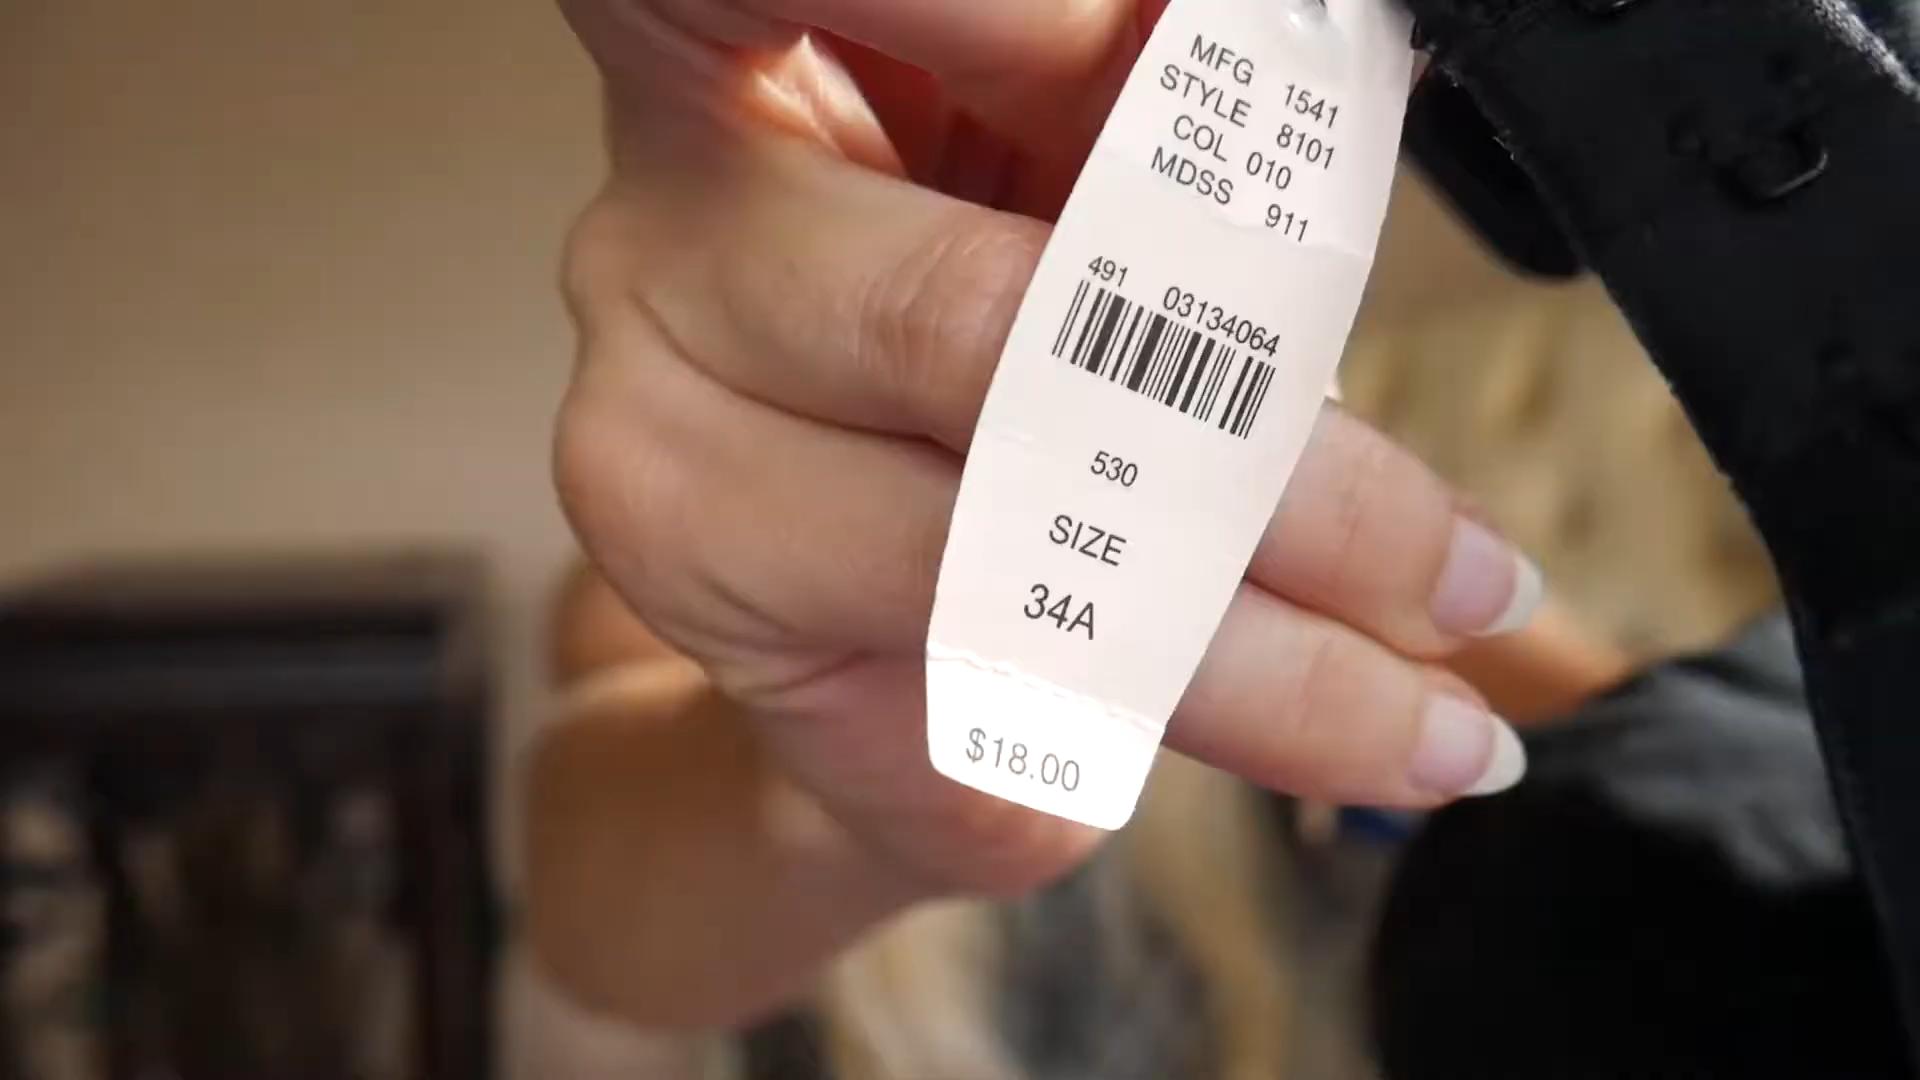 MFG 1541
STYLE 8101
COL 010
MDSS 911
491 03134064
530
SIZE
34A
$18.00